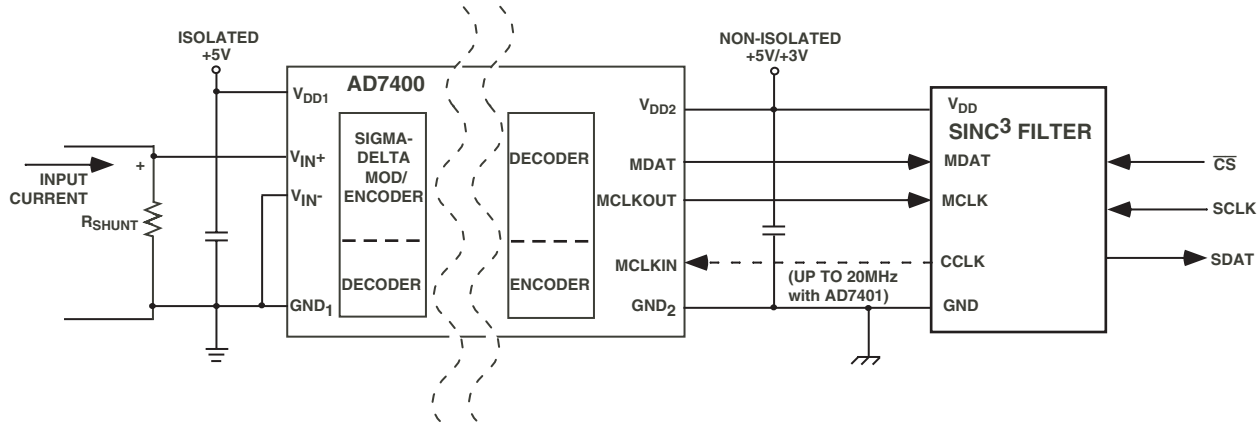 ISOLATED
+5V
NON-ISOLATED
+5V/+3V
AD7400
VDD1
VDD2
VDD
SINC3 FILTER
SIGMA-
DELTA
MOD/
ENCODER
DECODER
INPUT
CURRENT
+
VIN+
VIN-
RSHUNT
MDAT
MDAT
CS
MCLKOUT
MCLK
SCLK
DECODER
ENCODER
MCLKIN
CCLK
SDAT
(UP TO 20MHz
with AD7401)
GND1
GND2
GND